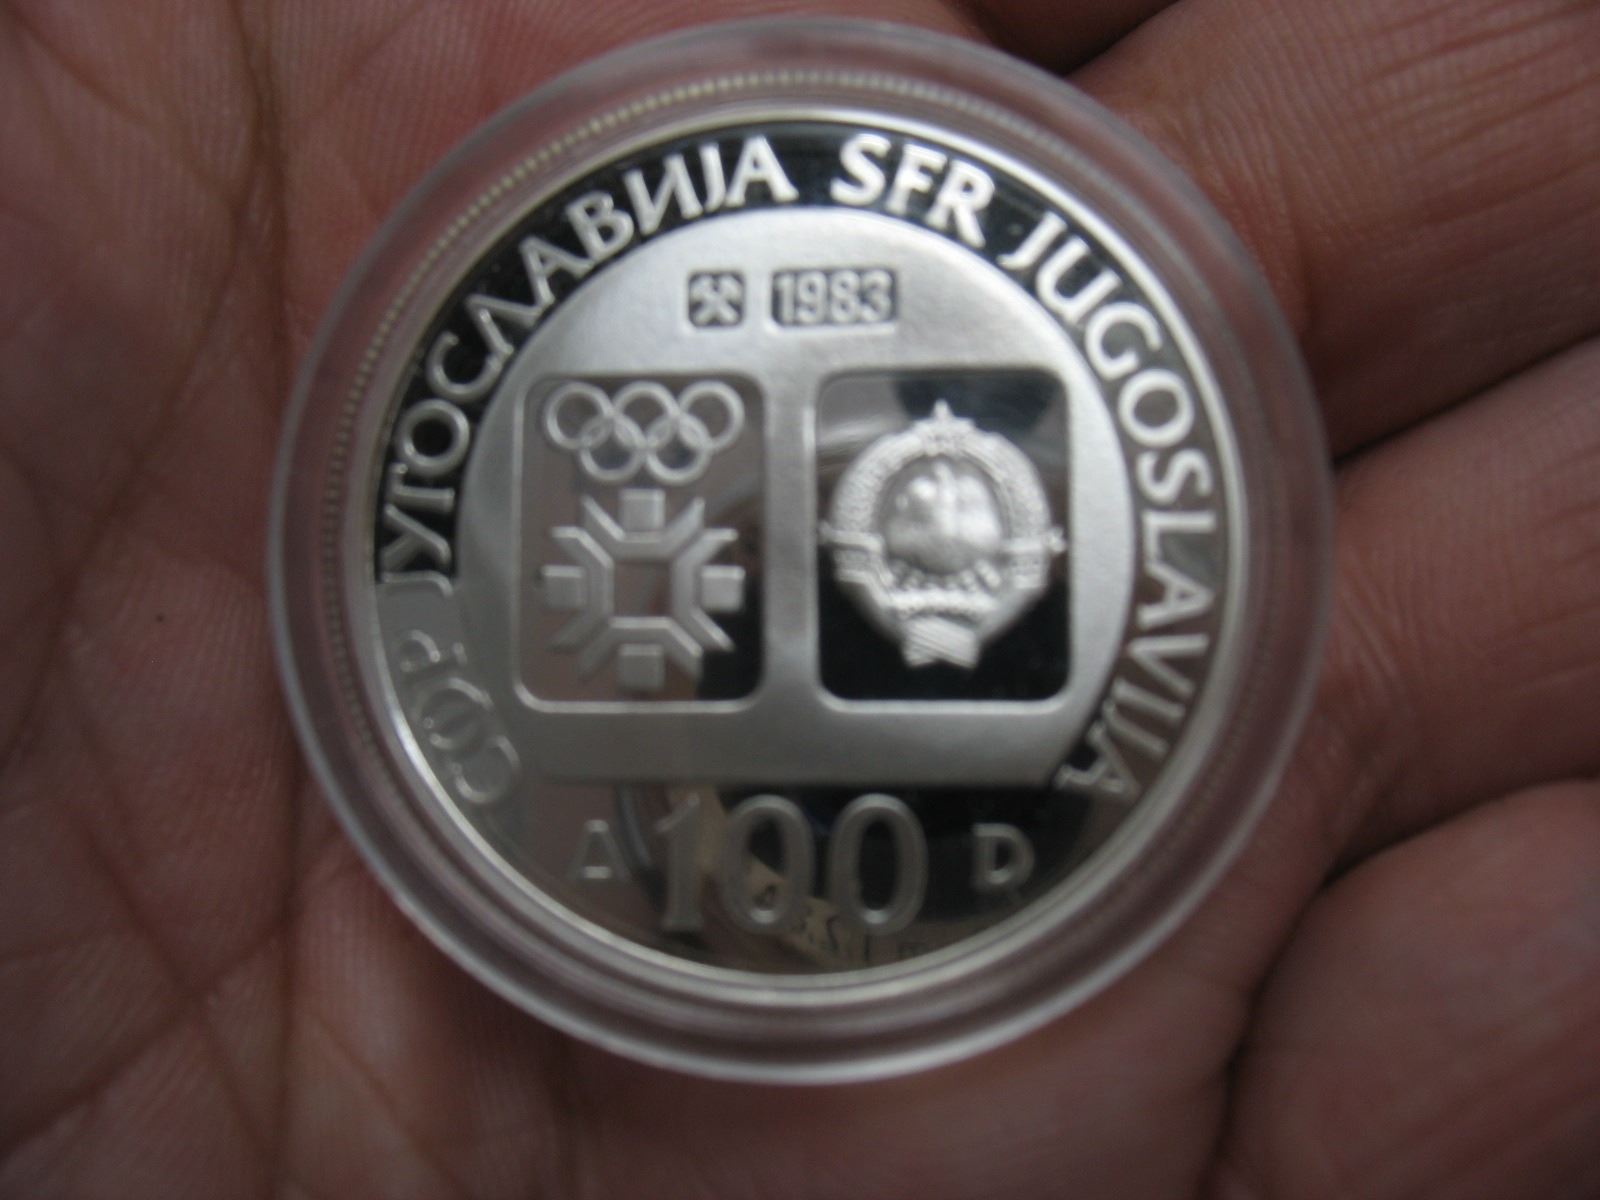 СФР ЈУГОСЛАВИЈА SFR JUGOSLAVIJA
1983
Д 100 D